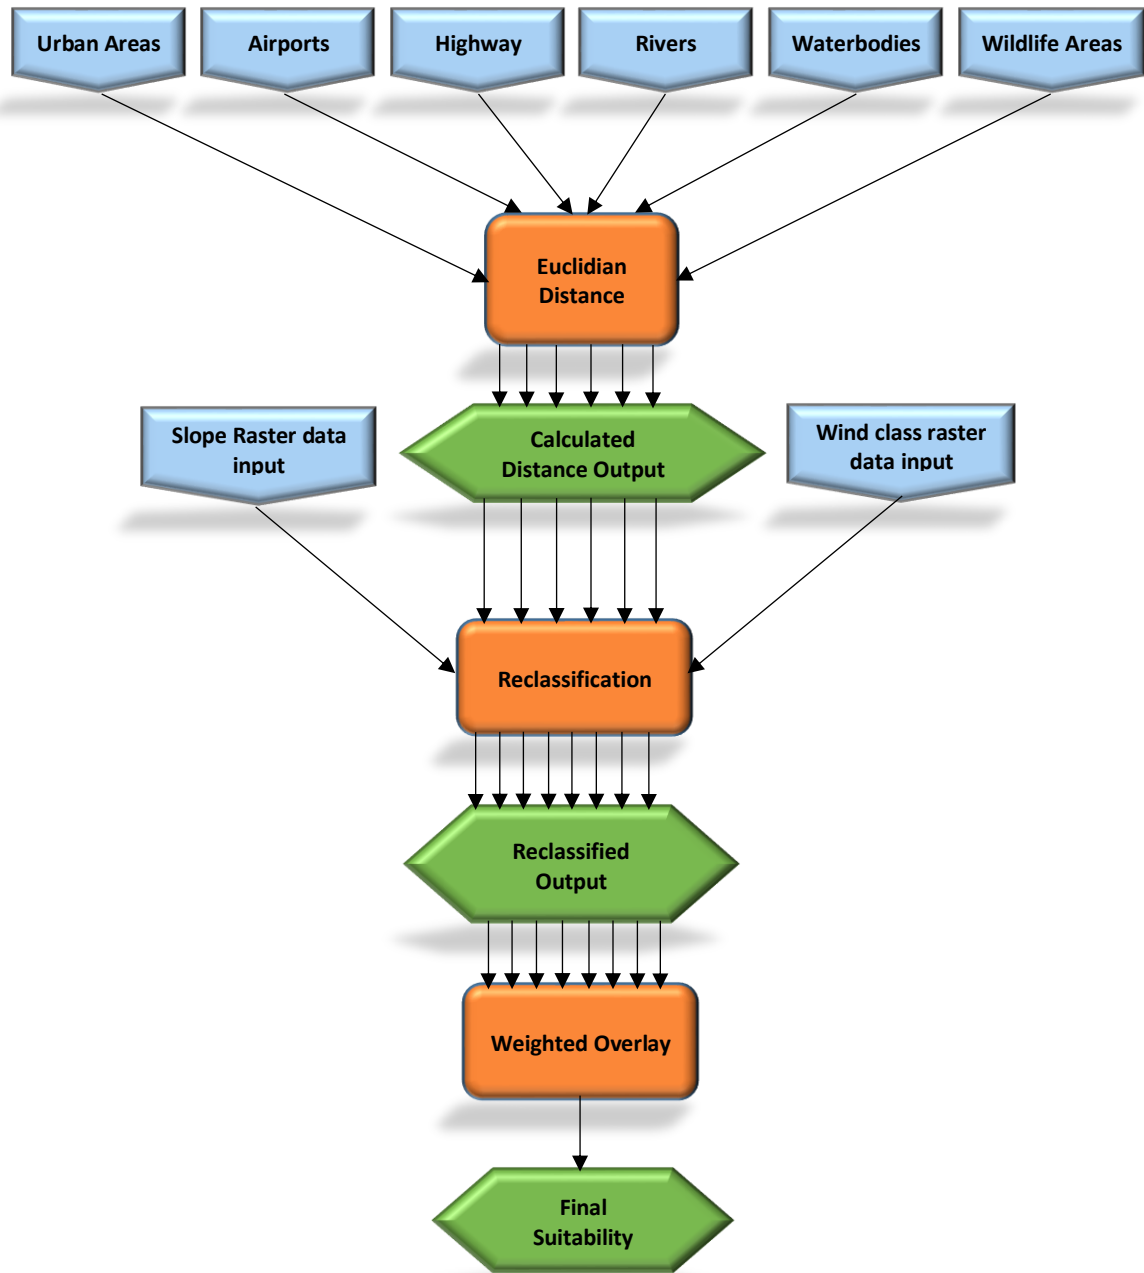 Urban Areas
Airports
Highway
Rivers
Waterbodies
Wildlife Areas
Euclidian
Distance
Slope Raster data
input
Calculated
Distance Output
Wind class raster
data input
Reclassification
Reclassified
Output
Weighted Overlay
Final
Suitability